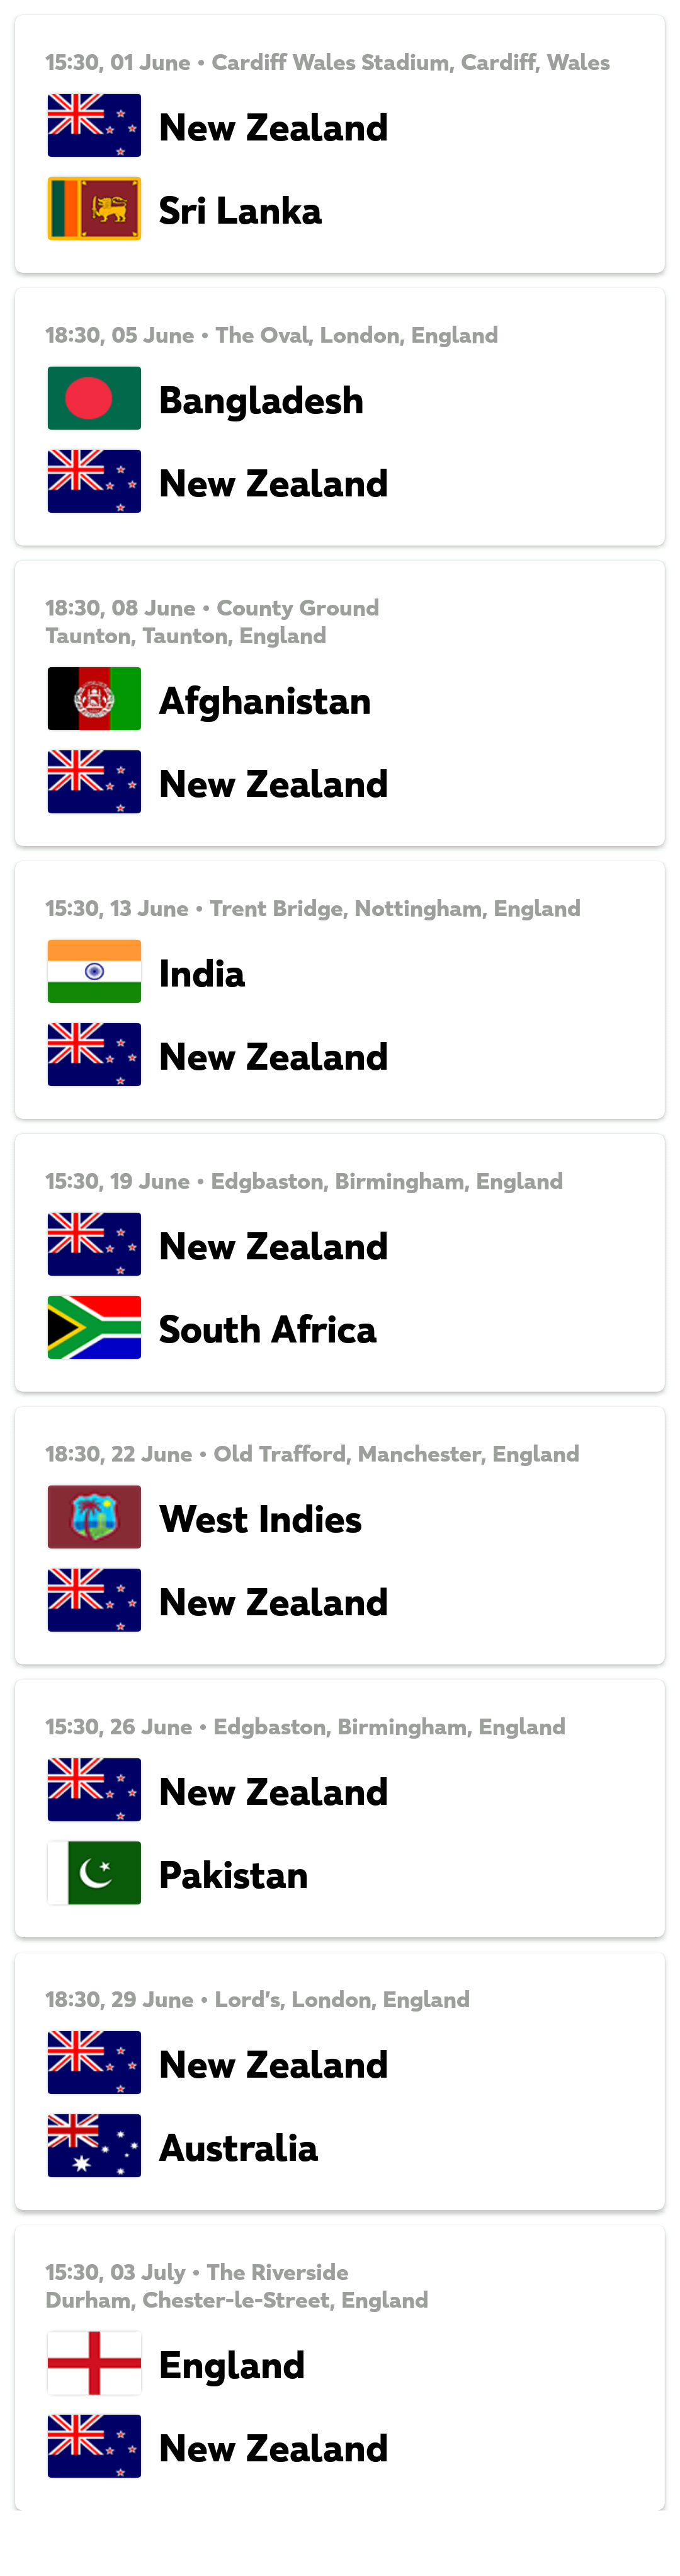 15:30, 01 June • Cardiff Wales Stadium, Cardiff, Wales
New Zealand
Sri Lanka
18:30, 05 June • The Oval, London, England
Bangladesh
New Zealand
18:30, 08 June • County Ground
Taunton, Taunton, England
Afghanistan
New Zealand
15:30, 13 June • Trent Bridge, Nottingham, England
India
New Zealand
15:30, 19 June • Edgbaston, Birmingham, England
New Zealand
South Africa
18:30, 22 June • Old Trafford, Manchester, England
West Indies
New Zealand
15:30, 26 June • Edgbaston, Birmingham, England
New Zealand
Pakistan
18:30, 29 June • Lord's, London, England
New Zealand
Australia
15:30, 03 July • The Riverside
Durham, Chester-le-Street, England
England
New Zealand